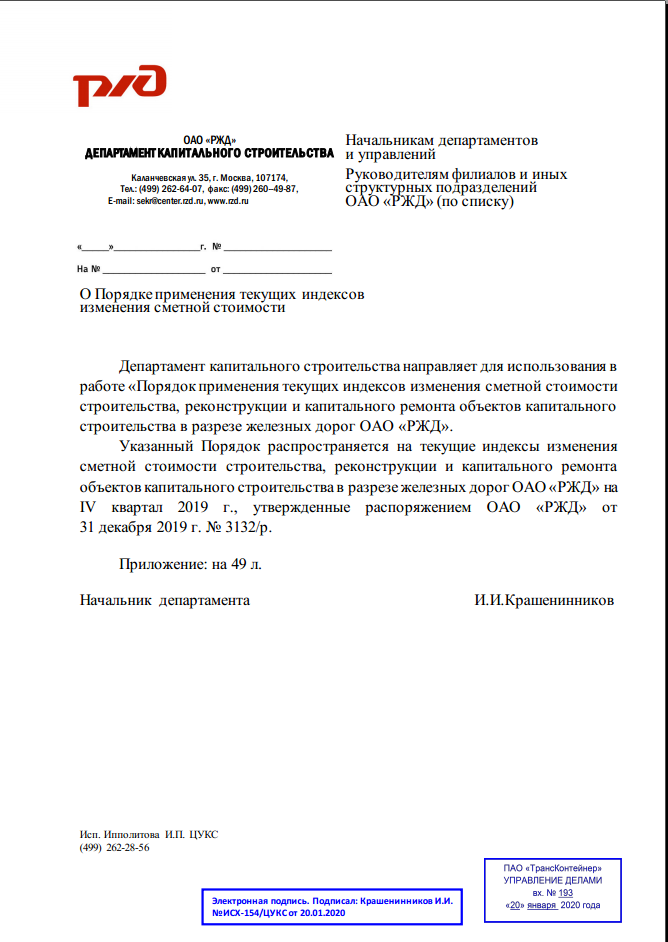 РЖД
ОАО «РЖД»
ДЕПАРТАМЕНТ КАПИТАЛЬНОГО СТРОИТЕЛЬСТВА
Каланчевская ул. 35, г. Москва, 107174,
Тел.: (499) 262-64-07, факс: (499) 260–49-87,
E-mail: sekr@center.rzd.ru, www.rzd.ru
«_____»________________г. № ____________________
На № ___________________ от ____________________
Начальникам департаментов
и управлений
Руководителям филиалов и иных
структурных подразделений
ОАО «РЖД» (по списку)
О Порядке применения текущих индексов
изменения сметной стоимости
Департамент капитального строительства направляет для использования в
работе «Порядок применения текущих индексов изменения сметной стоимости
строительства, реконструкции и капитального ремонта объектов капитального
строительства в разрезе железных дорог ОАО «РЖД».
Указанный Порядок распространяется на текущие индексы изменения
сметной стоимости строительства, реконструкции и капитального ремонта
объектов капитального строительства в разрезе железных дорог ОАО «РЖД» на
IV квартал 2019 г., утвержденные распоряжением ОАО «РЖД» от
31 декабря 2019 г. № 3132/р.
Приложение: на 49 л.
Начальник департамента И.И.Крашенинников
Исп. Ипполитова И.П. ЦУКС
(499) 262-28-56
Электронная подпись. Подписал: Крашенинников И.И.
№ИСХ-154/ЦУКС от 20.01.2020
ПАО «ТрансКонтейнер»
УПРАВЛЕНИЕ ДЕЛАМИ
вх. № 193
«20» января 2020 года